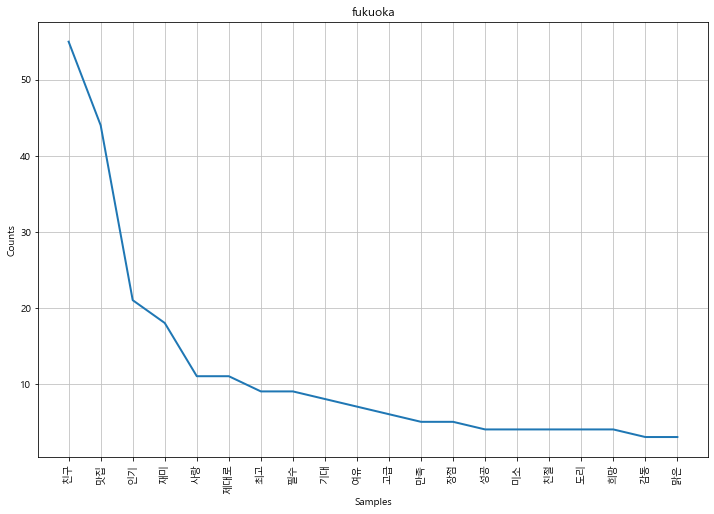 fukuoka
Counts
50
40
30
20
10
친구
맛집
인기
재미
사랑
제대로
최고
필수
기대
여유
고급
만족
장점
성공
미소
친절
도리
희망
감동
맑은
Samples